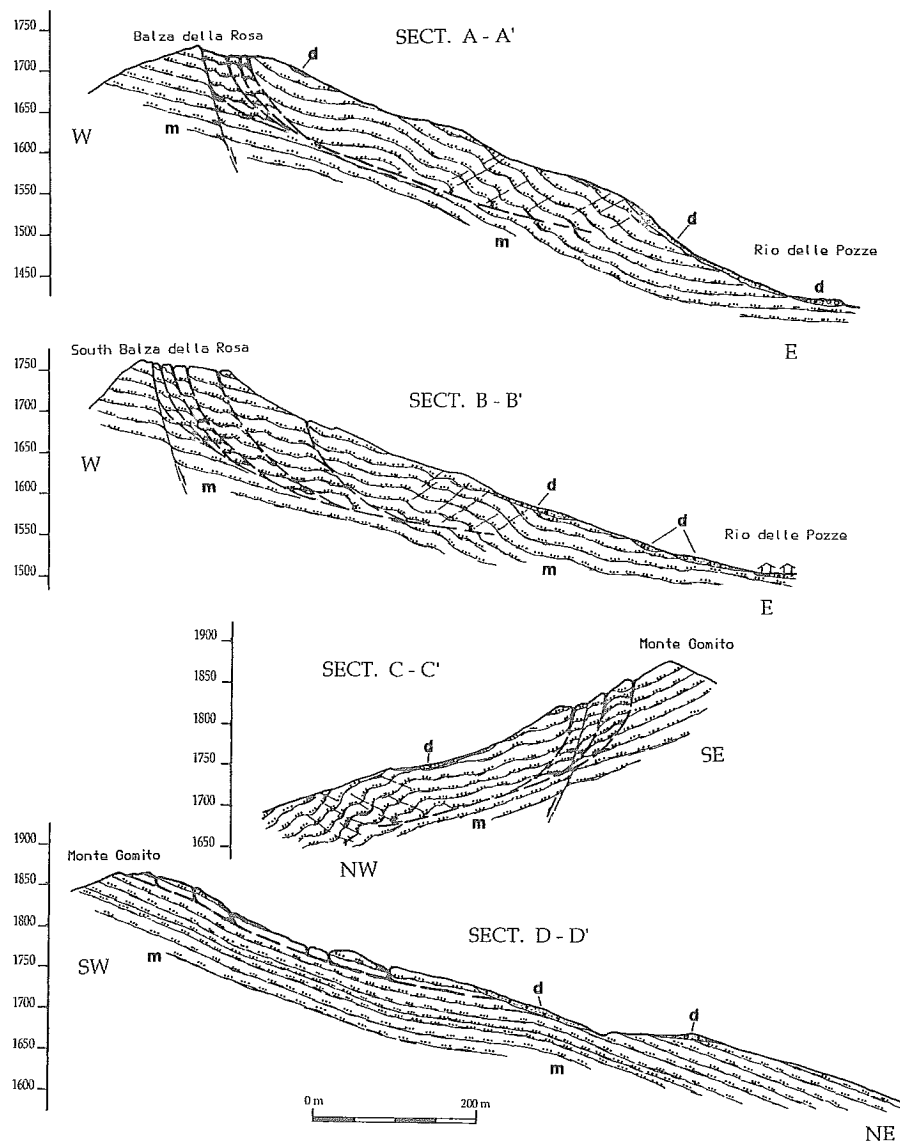 SECT. A - A'
Balza della Rosa
1750
1700
1650
1600
1550
1500
1450
W
d
m
m
d
Rio delle Pozze
d
E
South Balza della Rosa
SECT. B - B'
1750
1700
1650
1600
1550
1500
W
m
d
d
Rio delle Pozze
m
E
SECT. C - C'
Monte Gomito
1900
1850
1800
1750
1700
1650
d
SE
m
NW
SECT. D - D'
Monte Gomito
1900
1850
1800
1750
1700
1650
1600
SW
m
d
d
m
0 m 200 m
NE